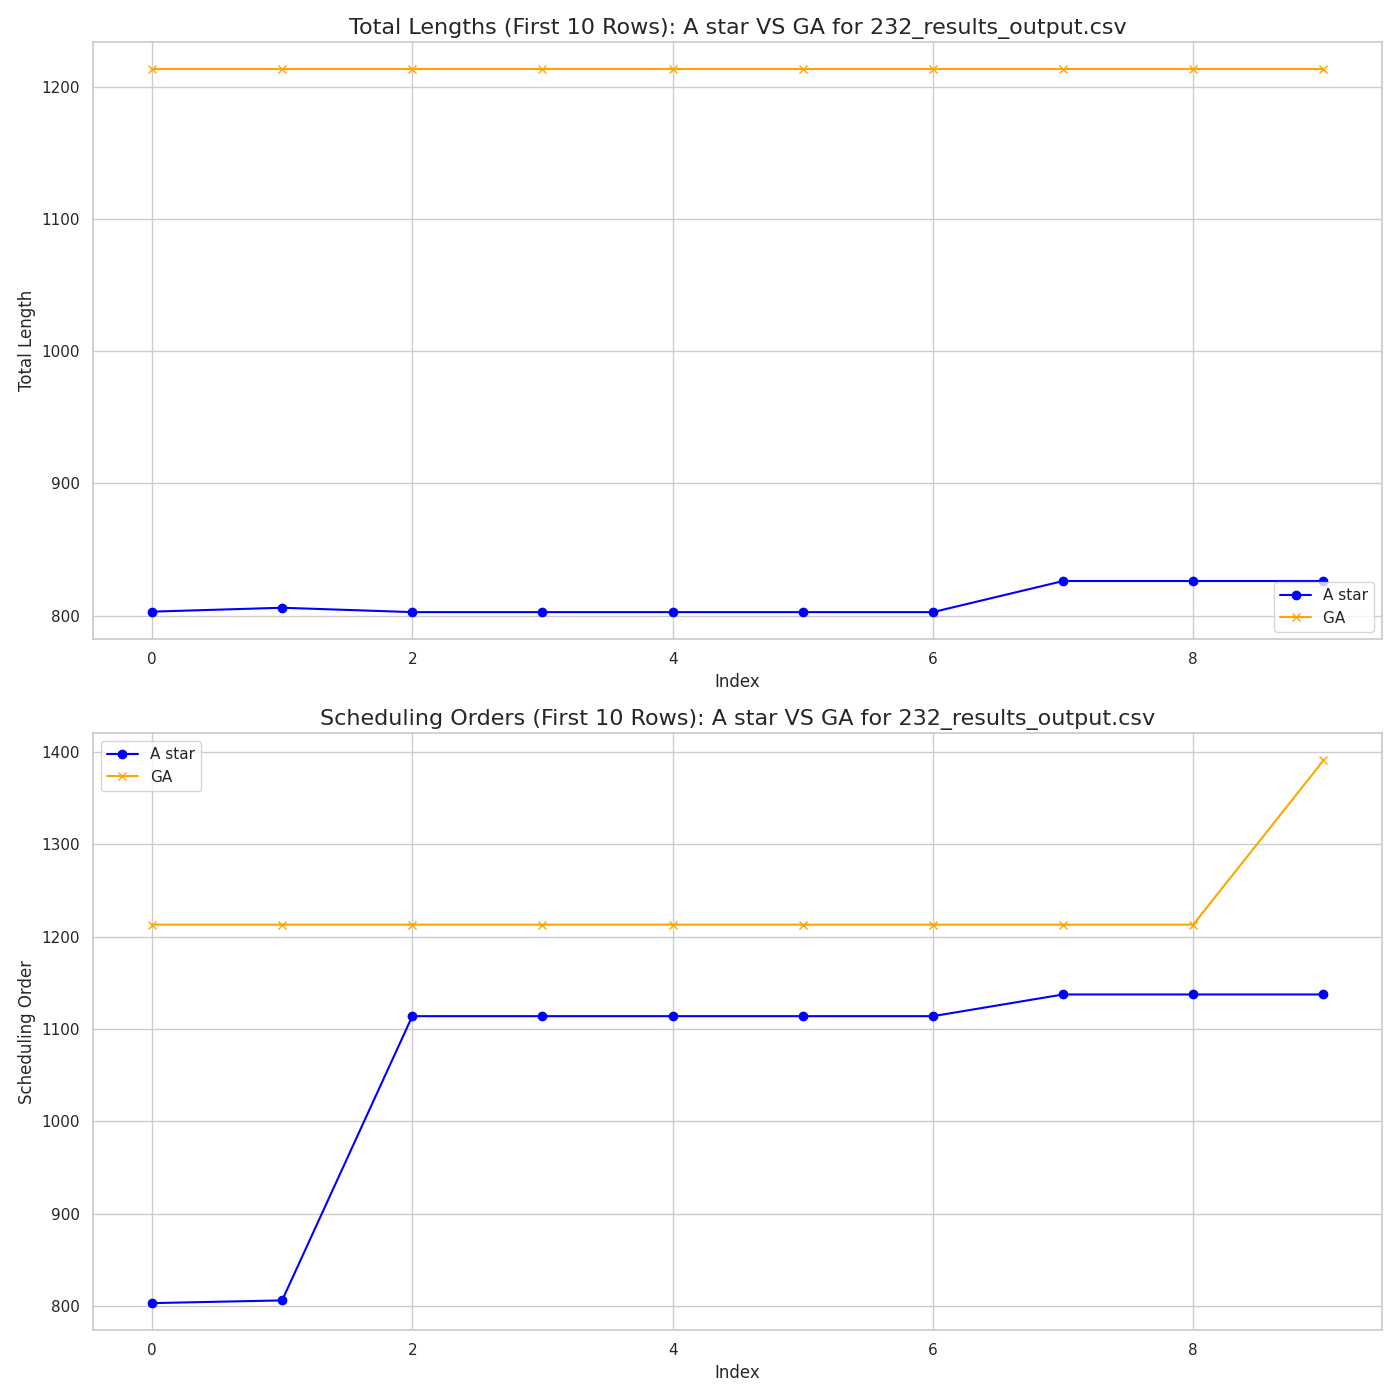 Total Lengths (First 10 Rows): A star VS GA for 232_results_output.csv
1200
1100
1000
900
800
Total Length
A star
GA
0 2 4 6 8
Index
Scheduling Orders (First 10 Rows): A star VS GA for 232_results_output.csv
A star
GA
1400
1300
1200
1100
1000
900
800
Scheduling Order
0 2 4 6 8
Index